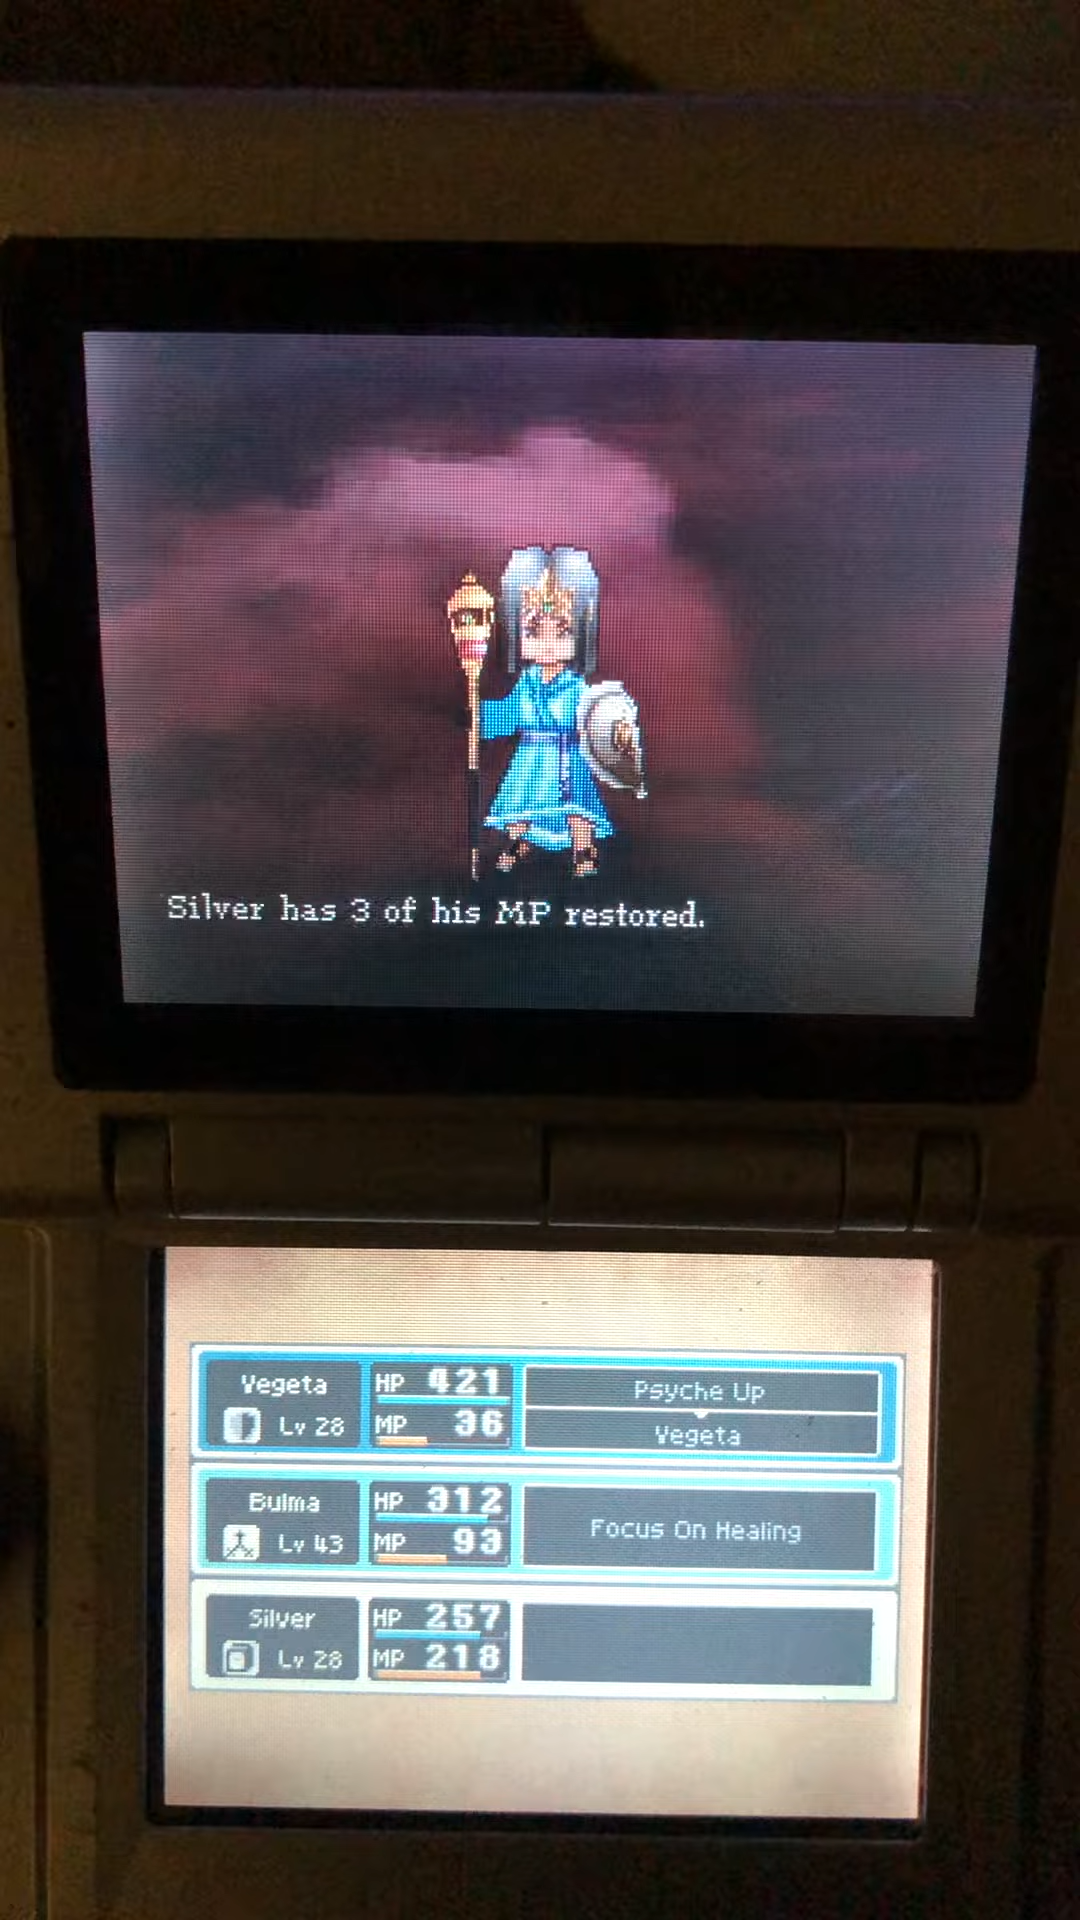 Silver has 3 of his MP restored.
Vegeta
Lv 28
HP 421
MP 36
Psyche Up
Vegeta
Bulma
Lv 43
HP 312
MP 93
Focus On Healing
Silver
Lv 28
HP 257
MP 218